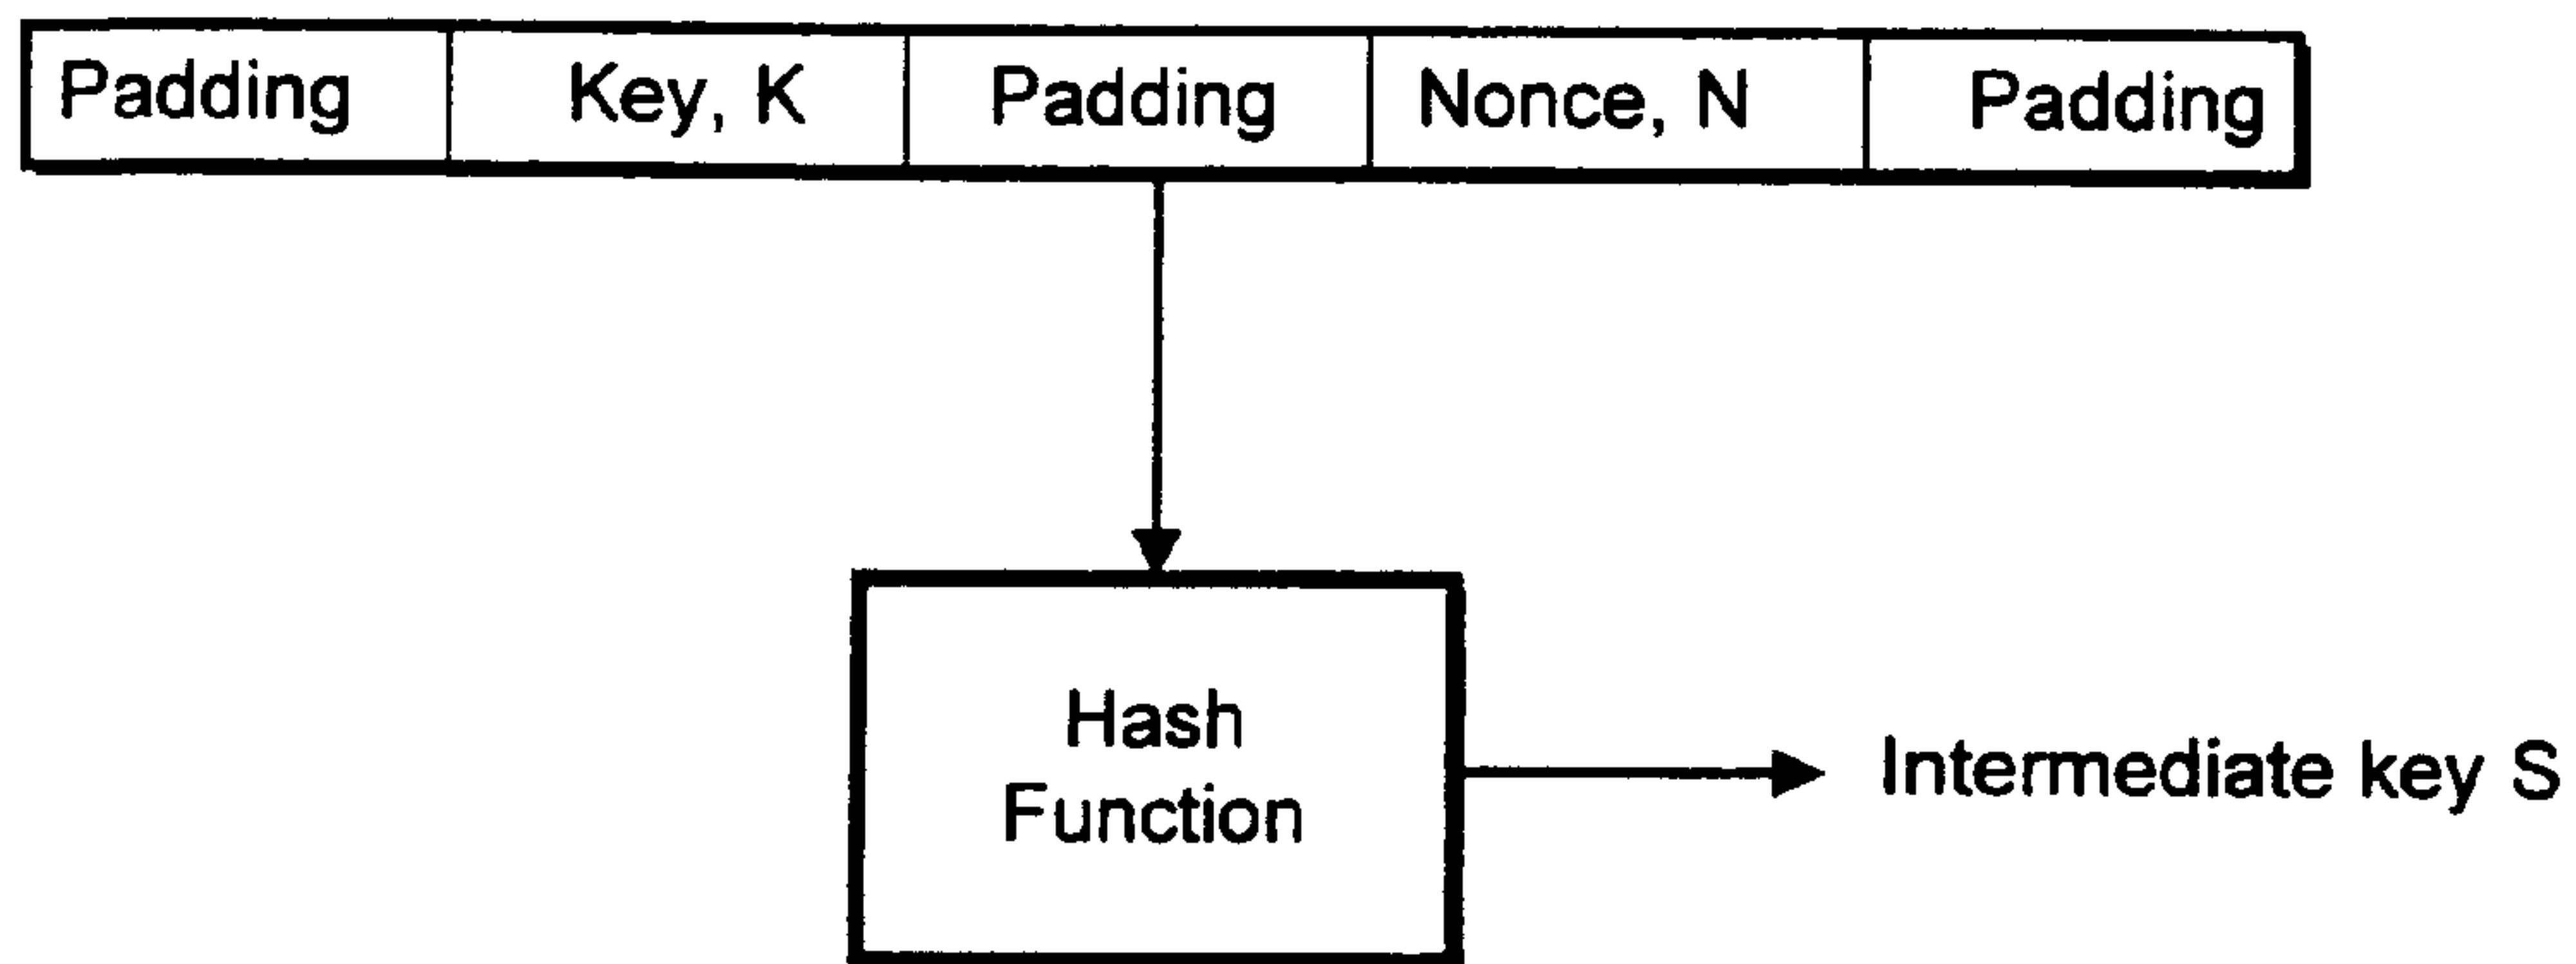 Padding Key, K Padding Nonce, N Padding
Hash
Function
Intermediate key S